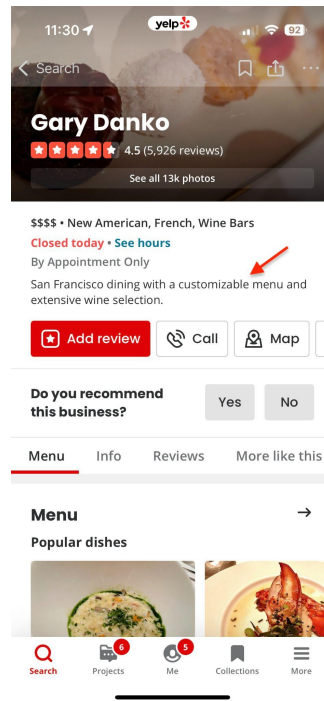 11:30
yelp
92
Search
Gary Danko
4.5 (5,926 reviews)
See all 13k photos
$$$$ • New American, French, Wine Bars
Closed today • See hours
By Appointment Only
San Francisco dining with a customizable menu and
extensive wine selection.
Add review
Call
Map
Do you recommend
this business?
Yes
No
Menu
Info
Reviews
More like this
Menu
Popular dishes
6
5
Search
Projects
Me
Collections
More